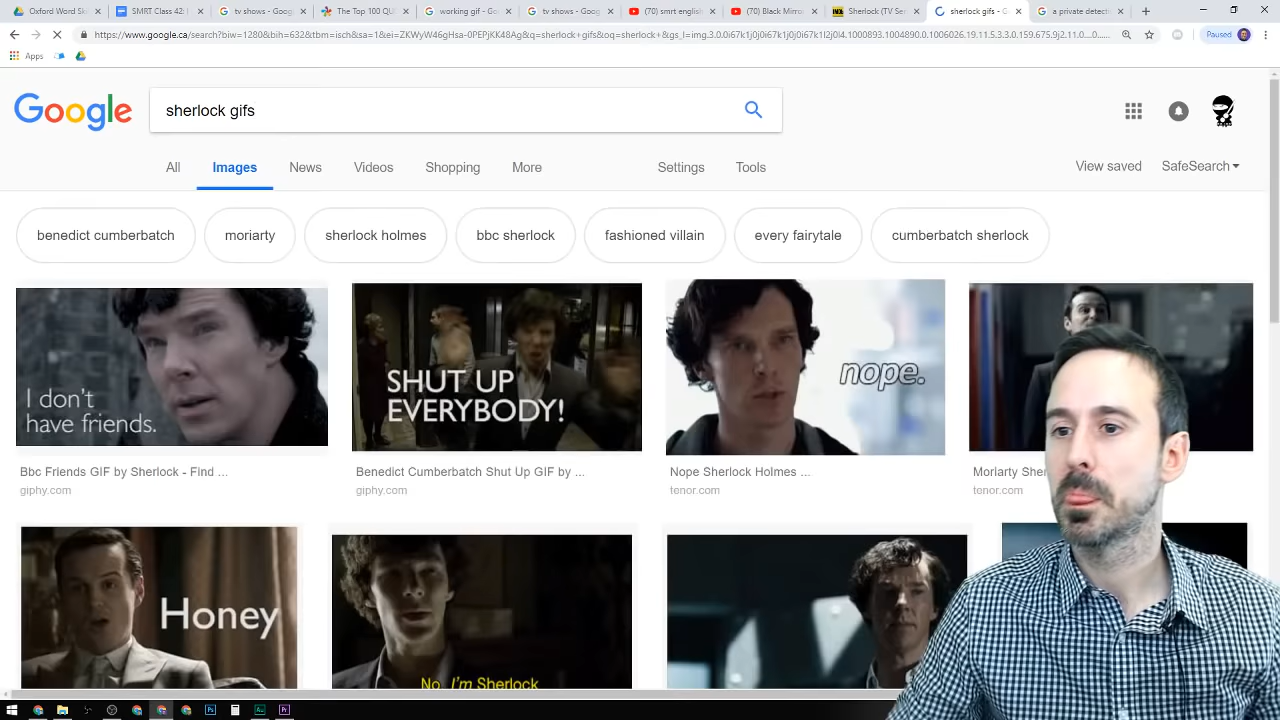 Oxford Word Sk
SMRT Class 42:
tv shows - Goog
The Top 100 QU
working gif - Go
tv shows - Goog
(70) smrt english
(70) Black Mirro
Sherlock (TV Se
sherlock gifs - G
a private detecti
Paused
Apps
Google
sherlock gifs
All
Images
News
Videos
Shopping
More
Settings
Tools
View saved
SafeSearch
benedict cumberbatch
moriarty
sherlock holmes
bbc sherlock
fashioned villain
every fairytale
cumberbatch sherlock
I don't
have friends.
SHUT UP
EVERYBODY!
nope.
Bbc Friends GIF by Sherlock - Find ...
giphy.com
Benedict Cumberbatch Shut Up GIF by ...
giphy.com
Nope Sherlock Holmes ...
tenor.com
Moriarty Sher
tenor.com
Honey
No, I'm Sherlock